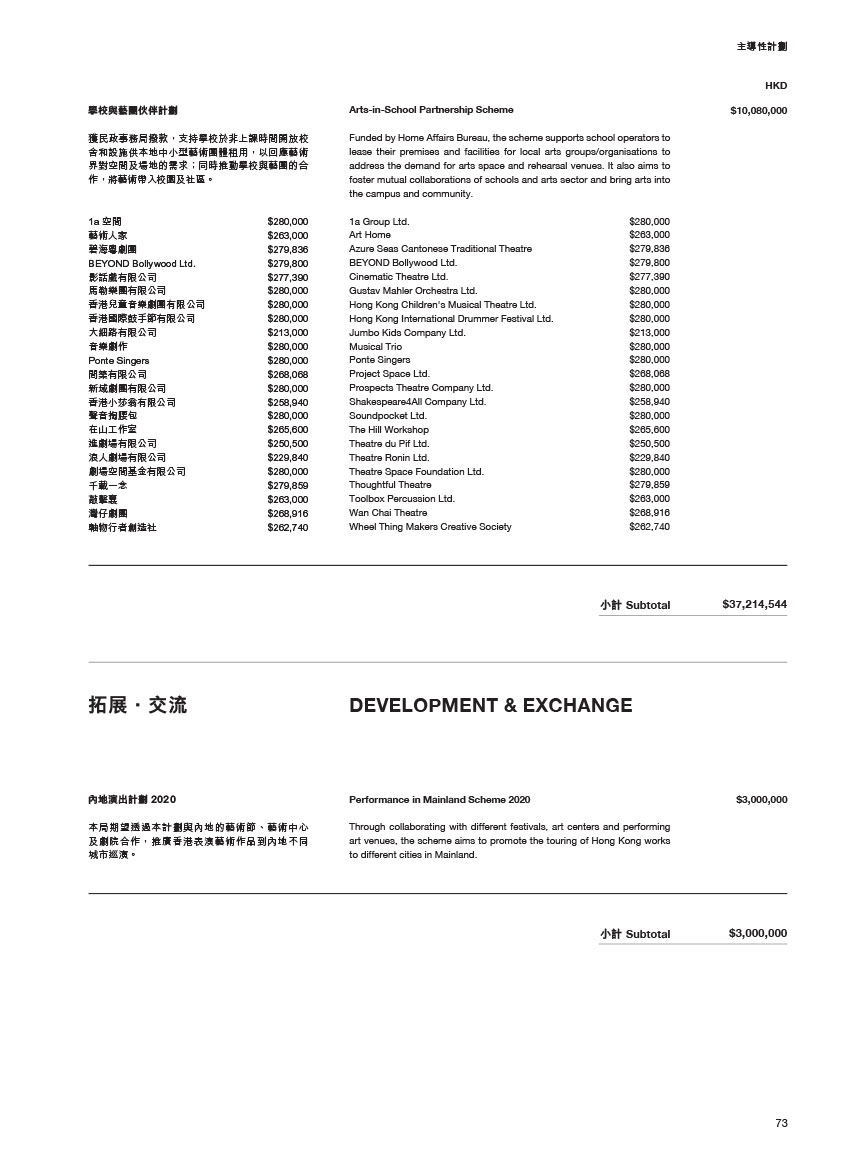 主導性計劃
HKD
學校與藝團伙伴計劃 Arts-in-School Partnership Scheme $10,080,000
獲民政事務局撥款，支持學校於非上課時間開放校
舍和設施供本地中小型藝術團體租用，以回應藝術
界對空間及場地的需求；同時推動學校與藝團的合
作，將藝術帶入校園及社區。
Funded by Home Affairs Bureau, the scheme supports school operators to
lease their premises and facilities for local arts groups/organisations to
address the demand for arts space and rehearsal venues. It also aims to
foster mutual collaborations of schools and arts sector and bring arts into
the campus and community.
1a 空間 $280,000 1a Group Ltd. $280,000
藝術人家 $263,000 Art Home $263,000
碧海粵劇團 $279,836 Azure Seas Cantonese Traditional Theatre $279,836
BEYOND Bollywood Ltd. $279,800 BEYOND Bollywood Ltd. $279,800
影話戲有限公司 $277,390 Cinematic Theatre Ltd. $277,390
馬勒樂團有限公司 $280,000 Gustav Mahler Orchestra Ltd. $280,000
香港兒童音樂劇團有限公司 $280,000 Hong Kong Children's Musical Theatre Ltd. $280,000
香港國際鼓手節有限公司 $280,000 Hong Kong International Drummer Festival Ltd. $280,000
大細路有限公司 $213,000 Jumbo Kids Company Ltd. $213,000
音樂劇作 $280,000 Musical Trio $280,000
Ponte Singers $280,000 Ponte Singers $280,000
間築有限公司 $268,068 Project Space Ltd. $268,068
新域劇團有限公司 $280,000 Prospects Theatre Company Ltd. $280,000
香港小莎翁有限公司 $258,940 Shakespeare4All Company Ltd. $258,940
聲音掏腰包 $280,000 Soundpocket Ltd. $280,000
在山工作室 $265,600 The Hill Workshop $265,600
進劇場有限公司 $250,500 Theatre du Pif Ltd. $250,500
浪人劇場有限公司 $229,840 Theatre Ronin Ltd. $229,840
劇場空間基金有限公司 $280,000 Theatre Space Foundation Ltd. $280,000
千載一念 $279,859 Thoughtful Theatre $279,859
敲擊襄 $263,000 Toolbox Percussion Ltd. $263,000
灣仔劇團 $268,916 Wan Chai Theatre $268,916
軸物行者創造社 $262,740 Wheel Thing Makers Creative Society $262,740
小計 Subtotal $37,214,544
拓展．交流 DEVELOPMENT & EXCHANGE
內地演出計劃 2020 Performance in Mainland Scheme 2020 $3,000,000
本局期望透過本計劃與內地的藝術節、藝術中心
及劇院合作，推廣香港表演藝術作品到內地不同
城市巡演。
Through collaborating with different festivals, art centers and performing
art venues, the scheme aims to promote the touring of Hong Kong works
to different cities in Mainland.
小計 Subtotal $3,000,000
73